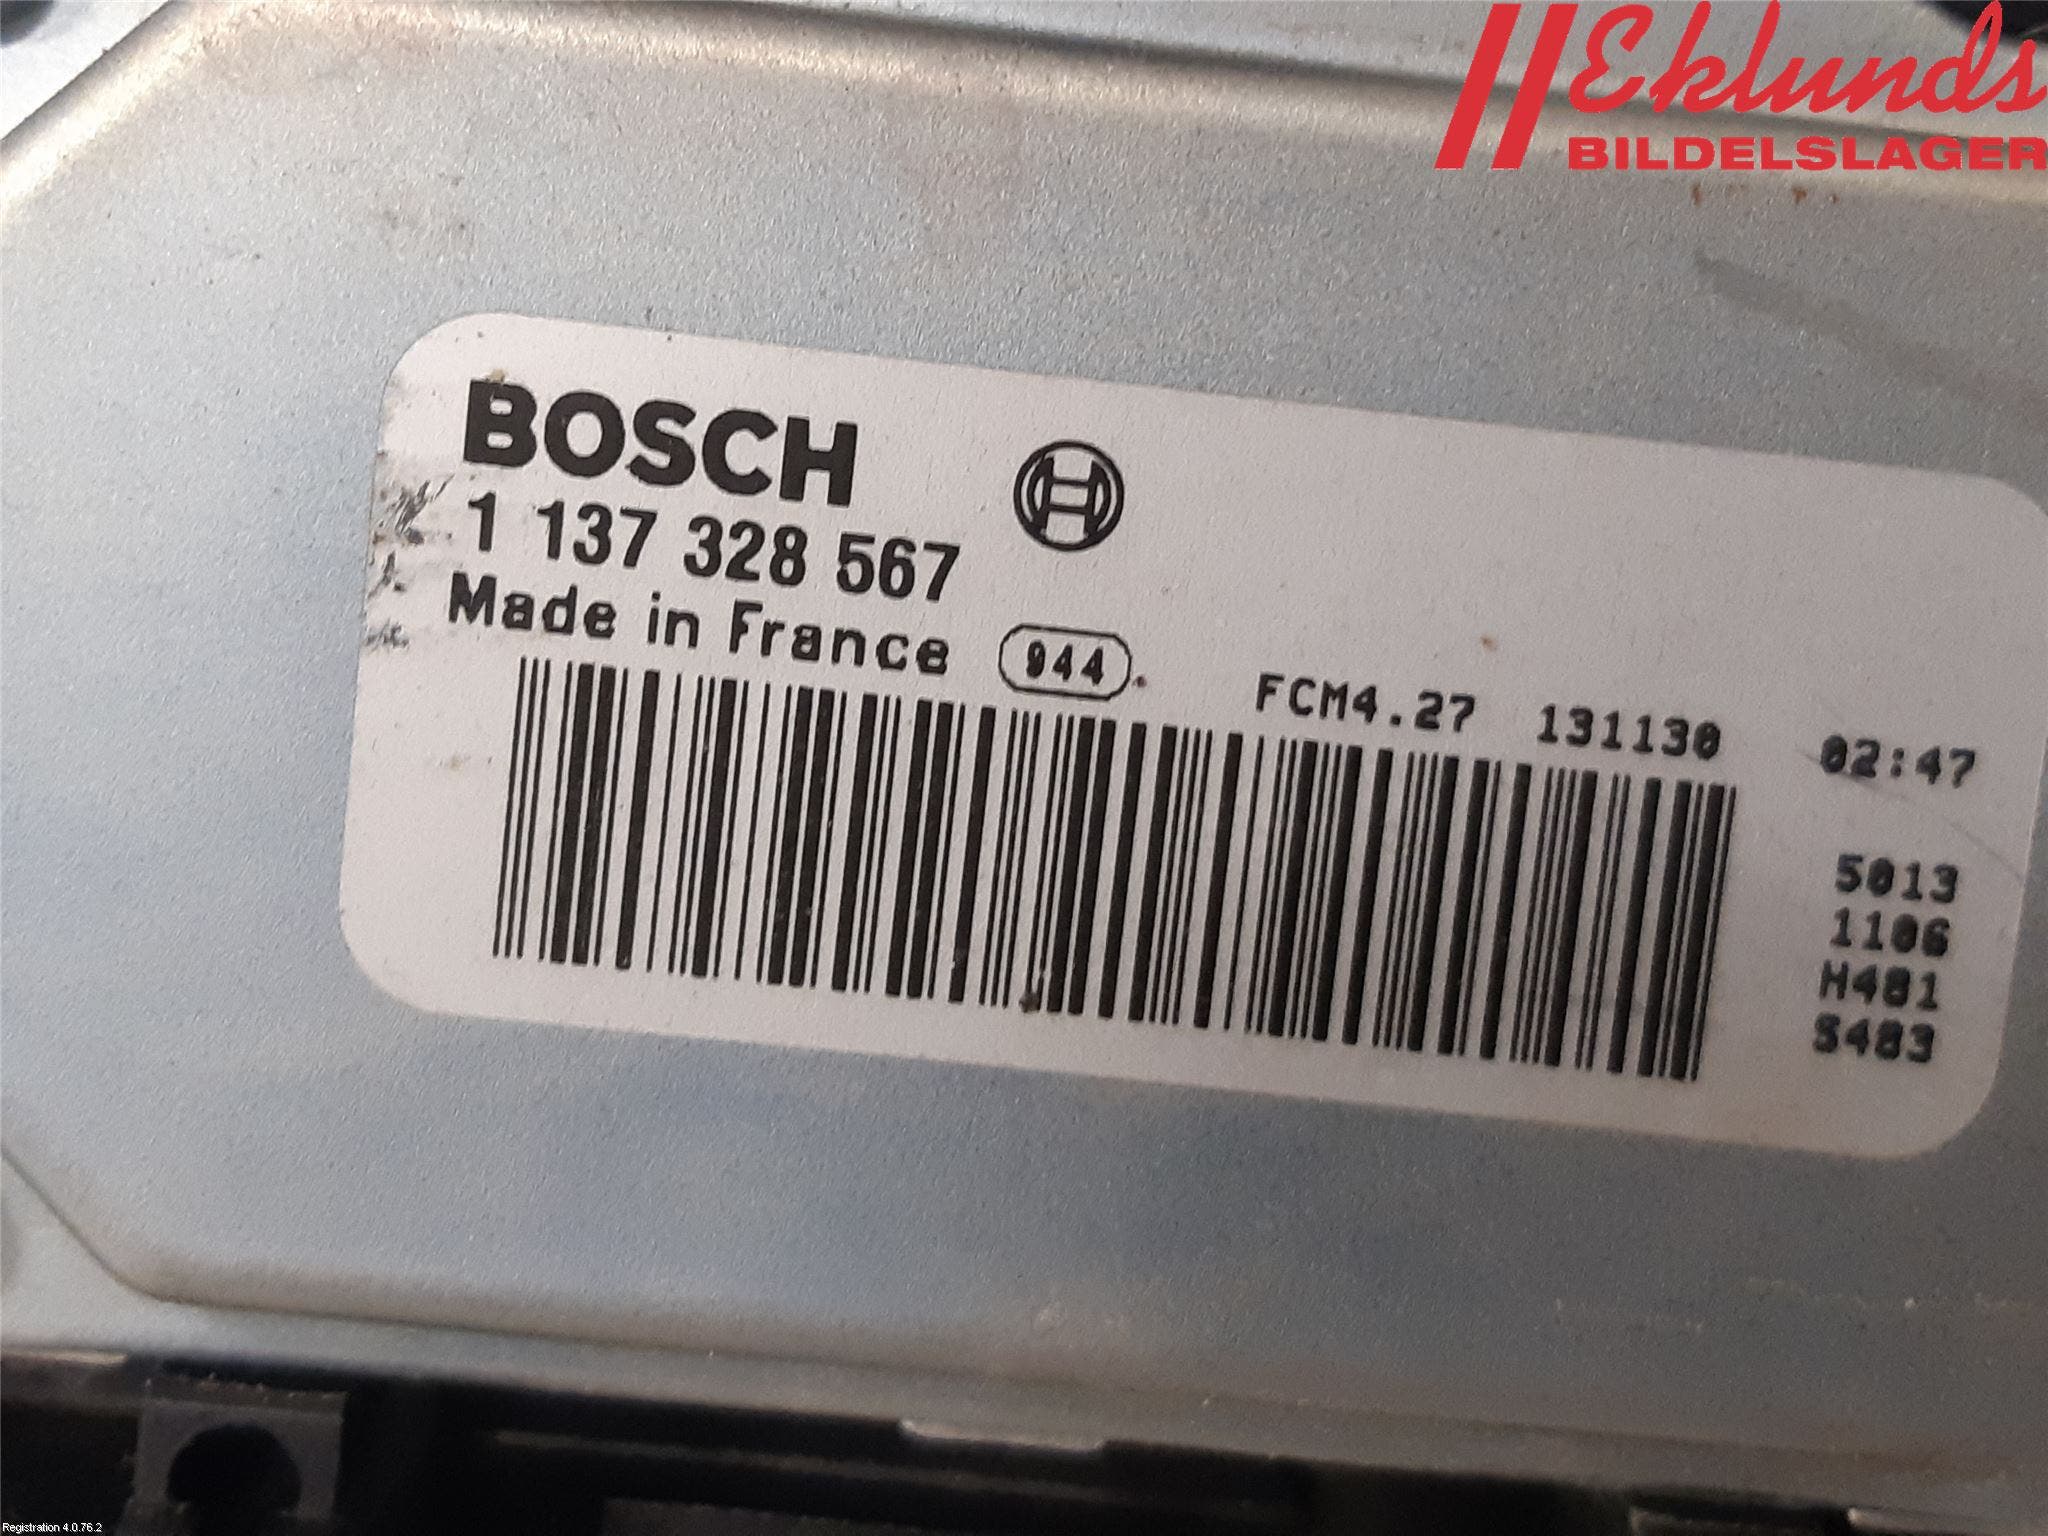 Eklunds
BILDELSLAGER
BOSCH
1 137 328 567
Made in France 944
FCM4.27 131130 02:47
5013
1106
H481
S483
Registration 4.0.76.2